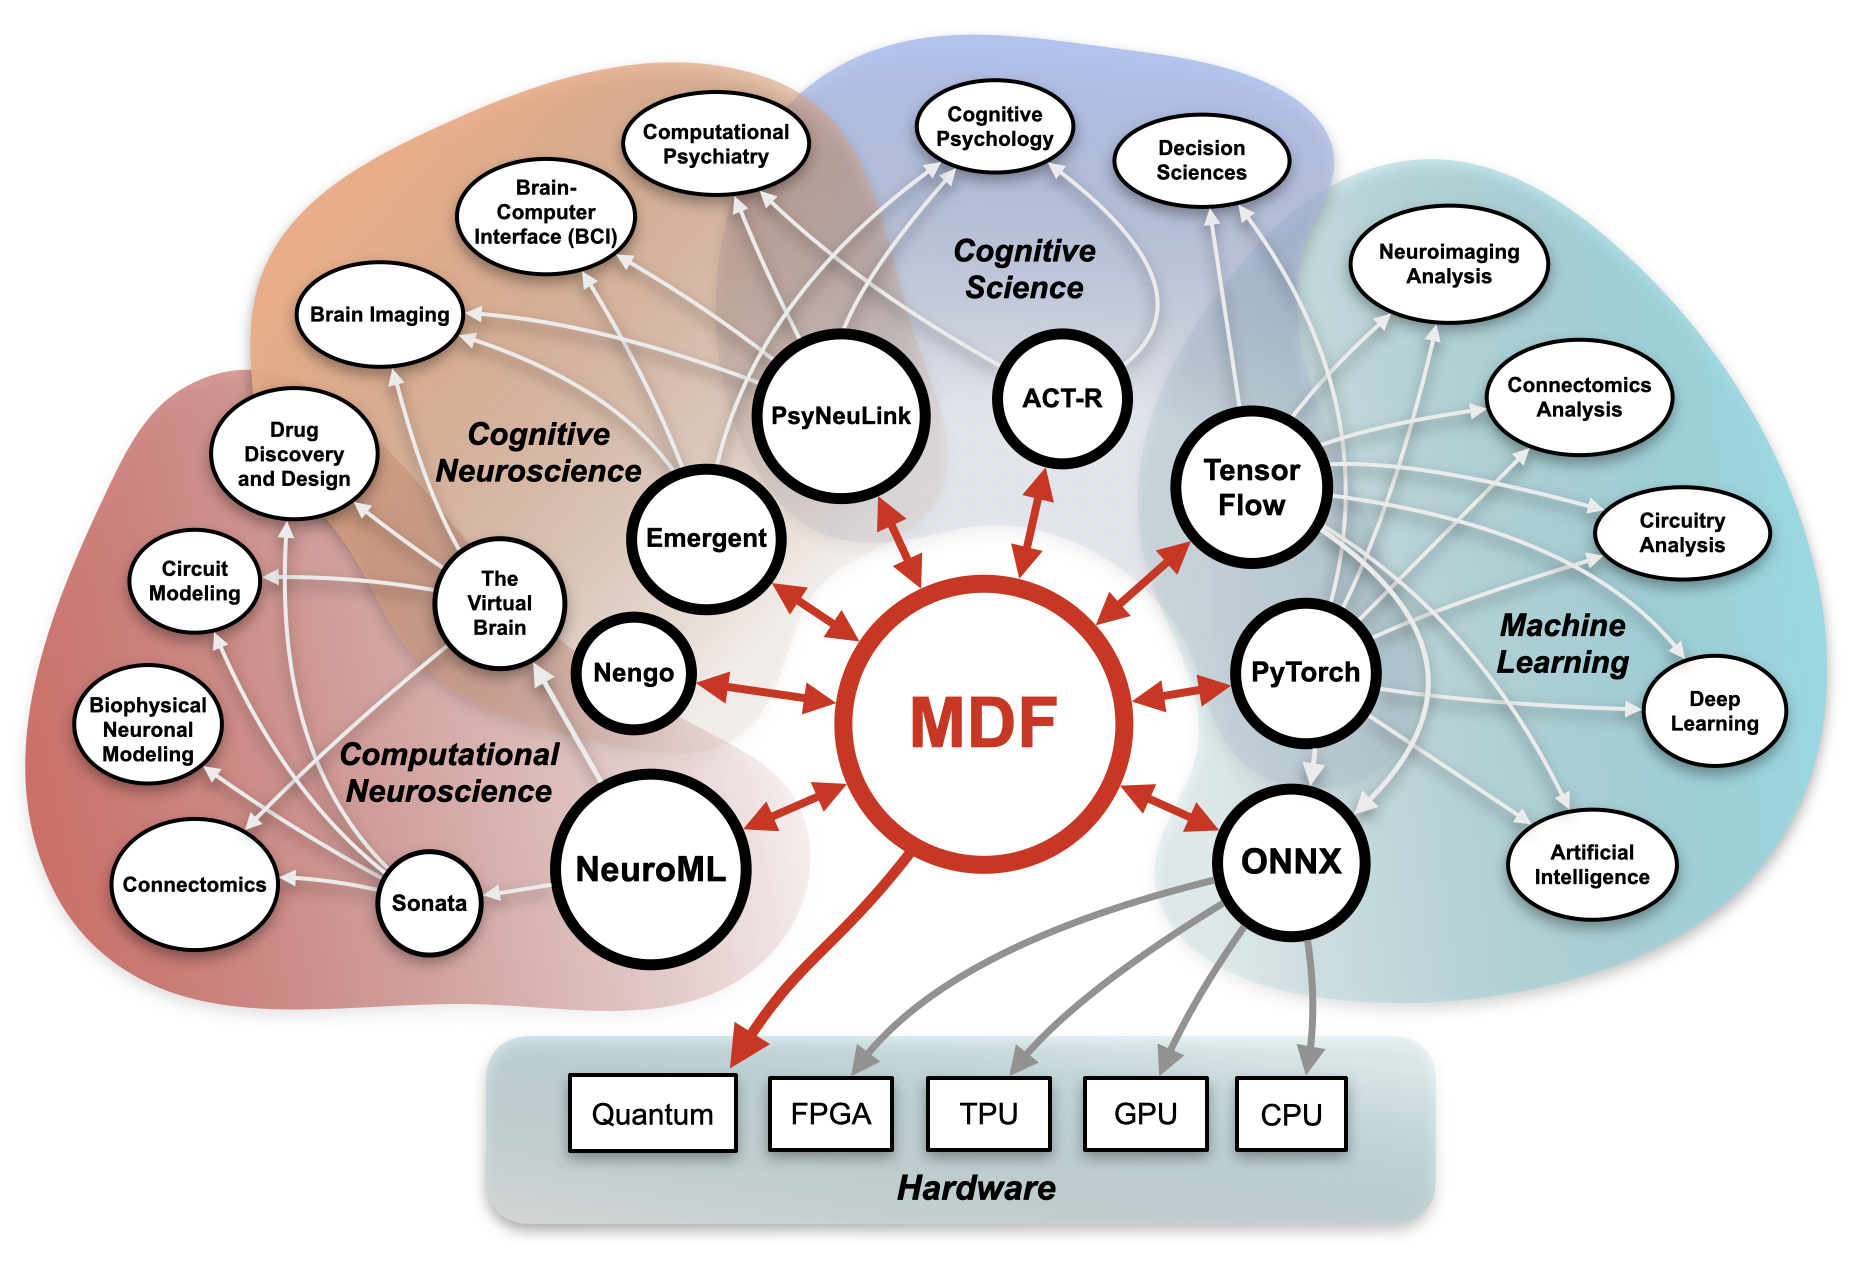 Cognitive
Psychology
Computational
Psychiatry
Decision
Sciences
Brain-
Computer
Interface (BCI)
Cognitive
Science
Neuroimaging
Analysis
Brain Imaging
Connectomics
Analysis
ACT-R
PsyNeuLink
Drug
Discovery
and Design
Cognitive
Neuroscience
Tensor
Flow
Circuitry
Analysis
Emergent
Circuit
Modeling
The
Virtual
Brain
Machine
Learning
Nengo
PyTorch
MDF
Biophysical
Neuronal
Modeling
Deep
Learning
Computational
Neuroscience
NeuroML
ONNX
Artificial
Intelligence
Connectomics
Sonata
Quantum
FPGA
TPU
GPU
CPU
Hardware